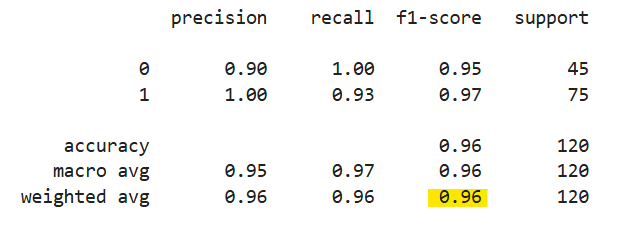 precision recall f1-score support
0 0.90 1.00 0.95 45
1 1.00 0.93 0.97 75
accuracy 0.96 120
macro avg 0.95 0.97 0.96 120
weighted avg 0.96 0.96 0.96 120